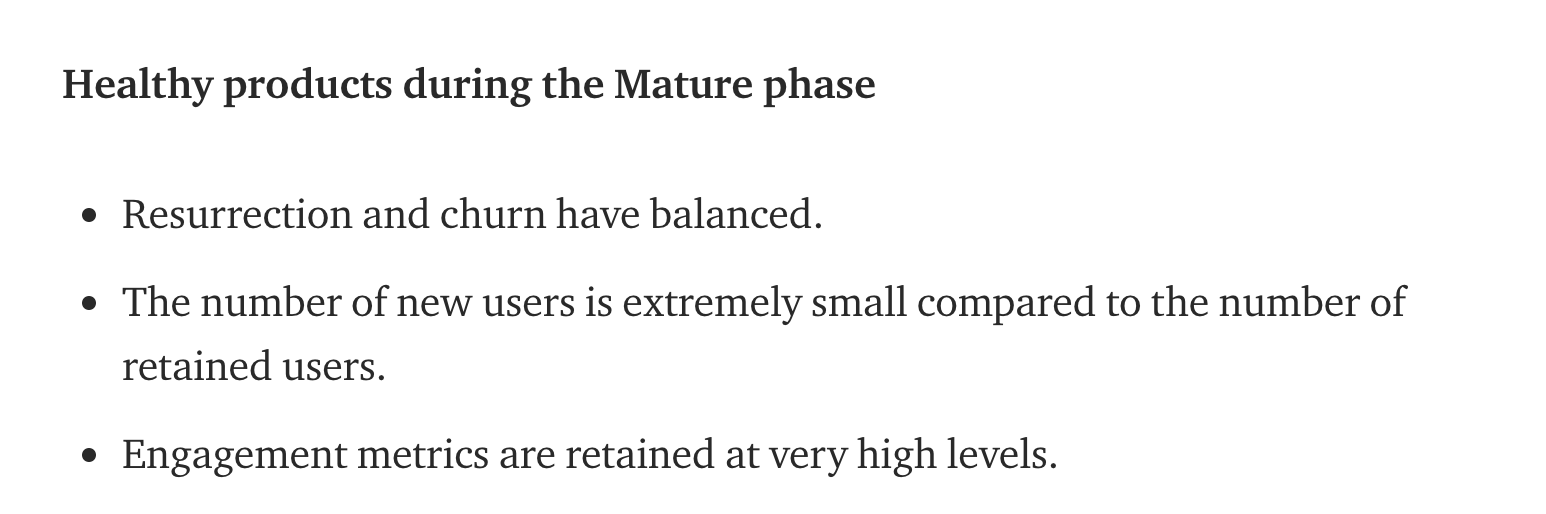 Healthy products during the Mature phase
• Resurrection and churn have balanced.
• The number of new users is extremely small compared to the number of
retained users.
• Engagement metrics are retained at very high levels.